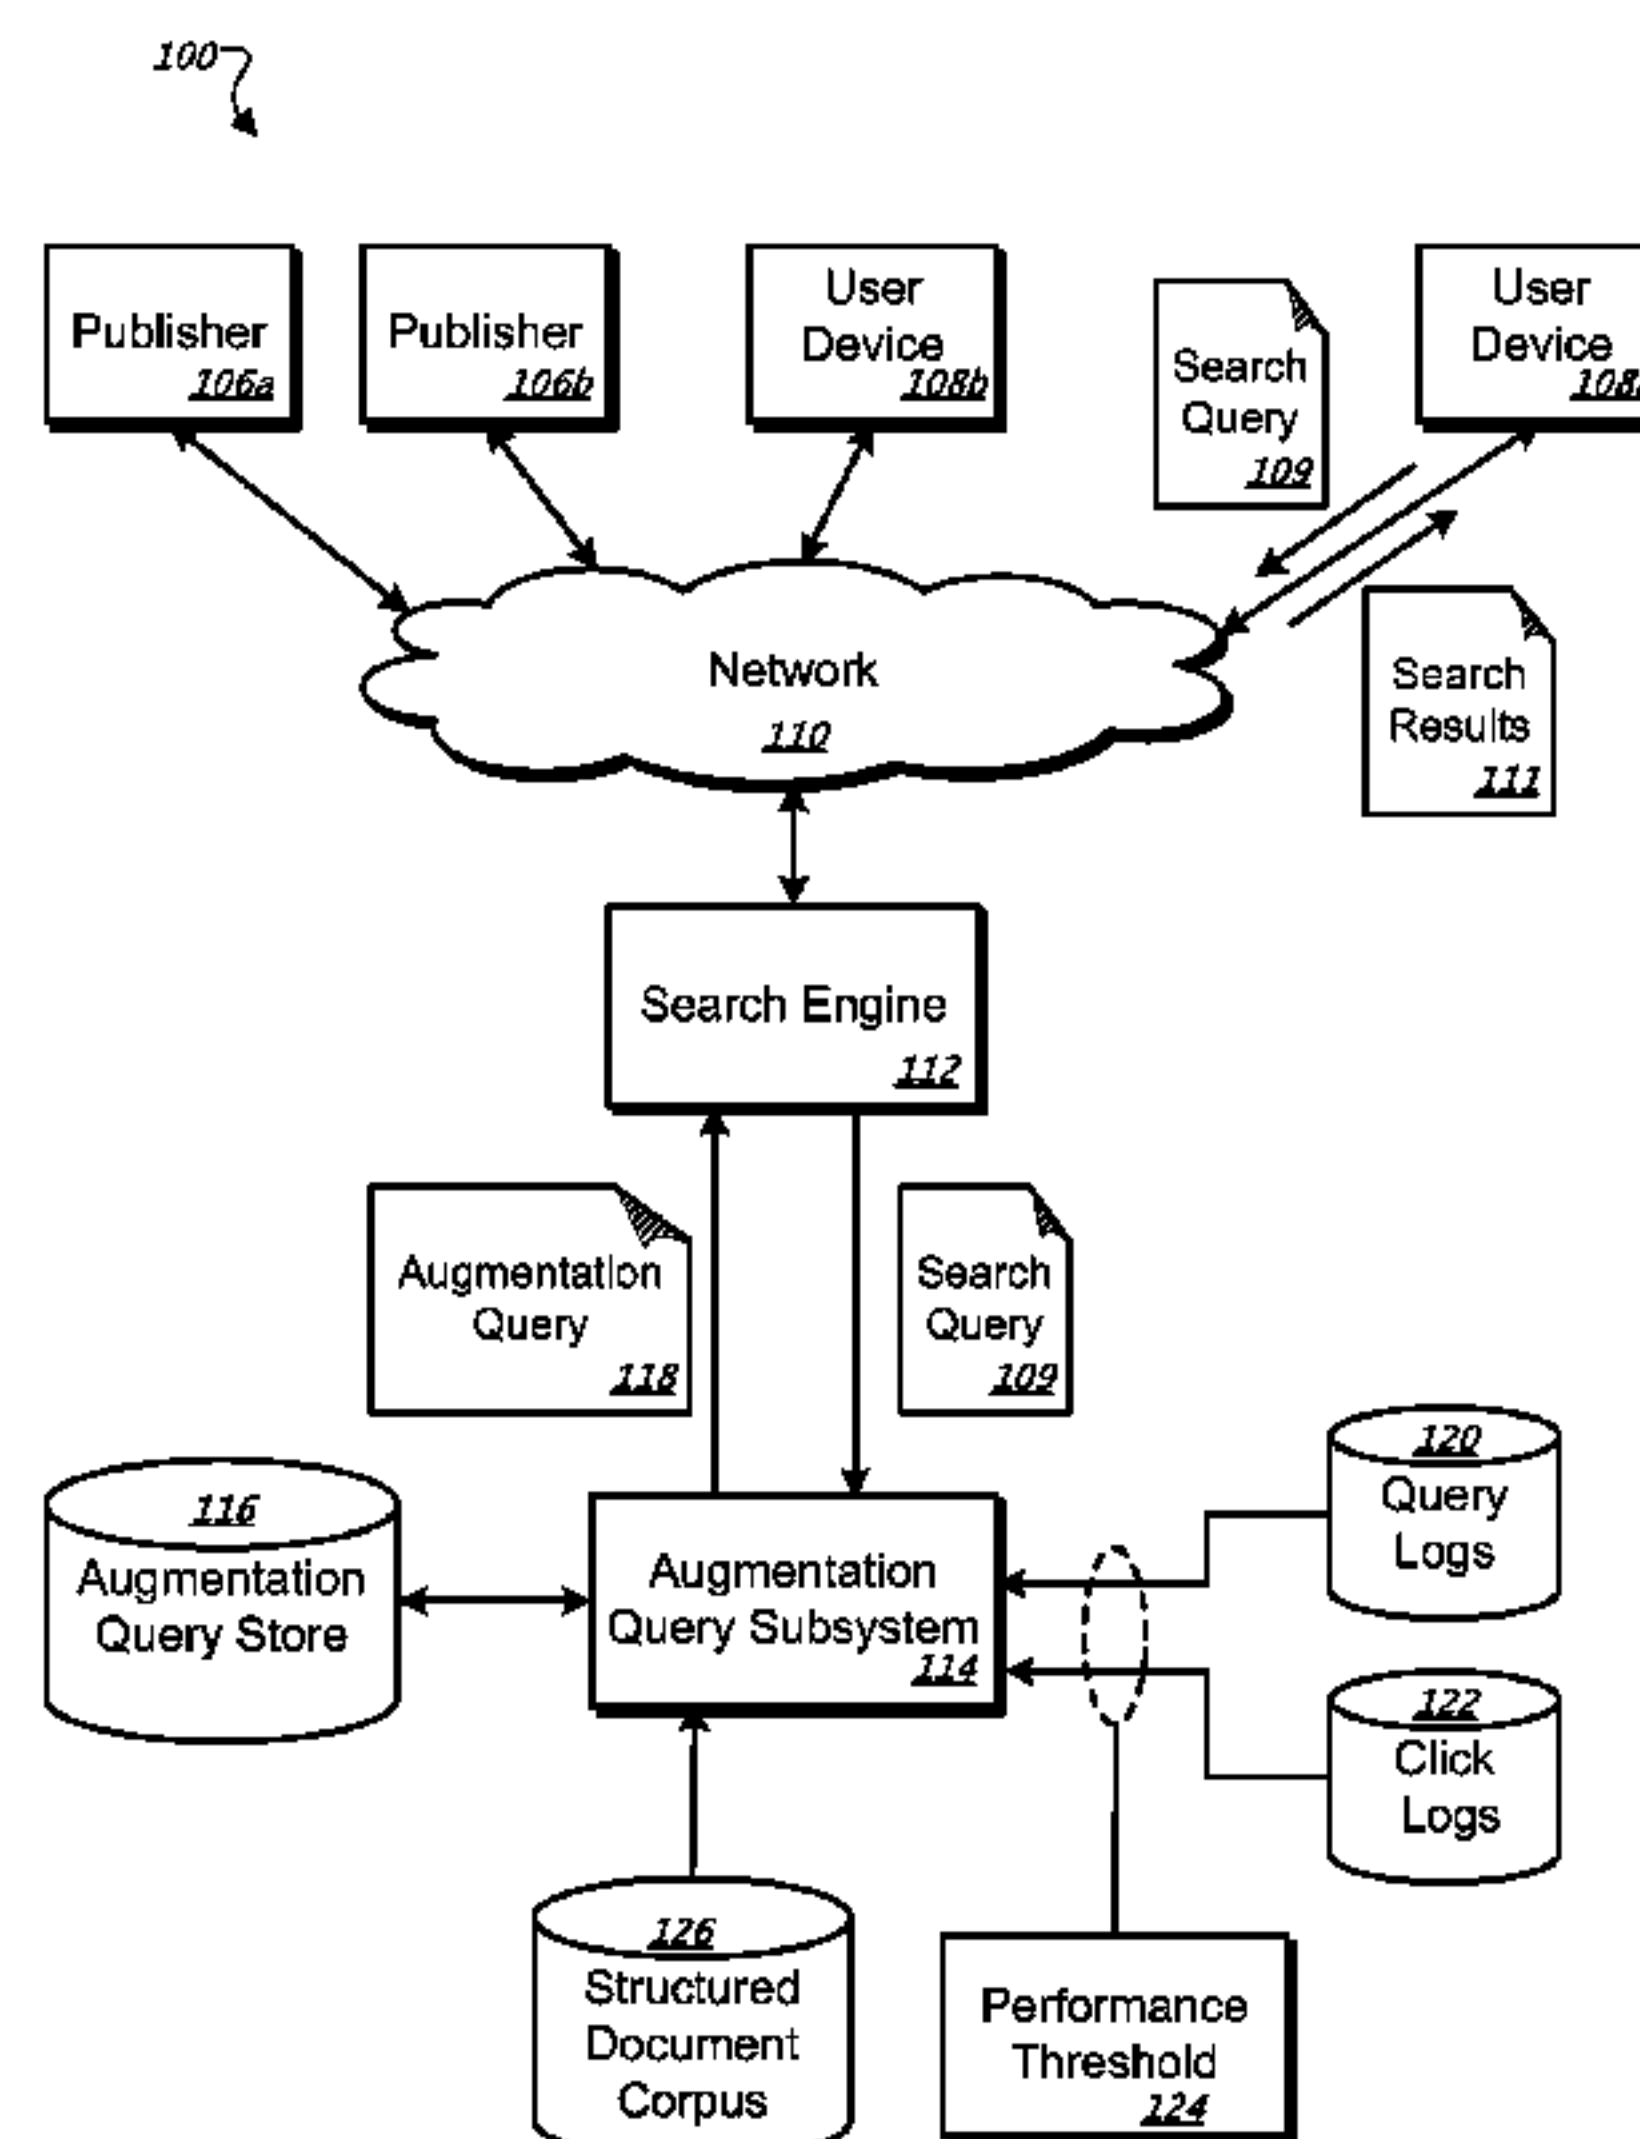 100
Publisher
106a
Publisher
106b
User
Device
108b
Search
Query
109
User
Device
Network
110
Search
Results
111
Search Engine
112
Augmentation
Query
118
Search
Query
109
116
Augmentation
Query Store
Augmentation
Query Subsystem
114
120
Query
Logs
122
Click
Logs
126
Structured
Document
Corpus
Performance
Threshold
124